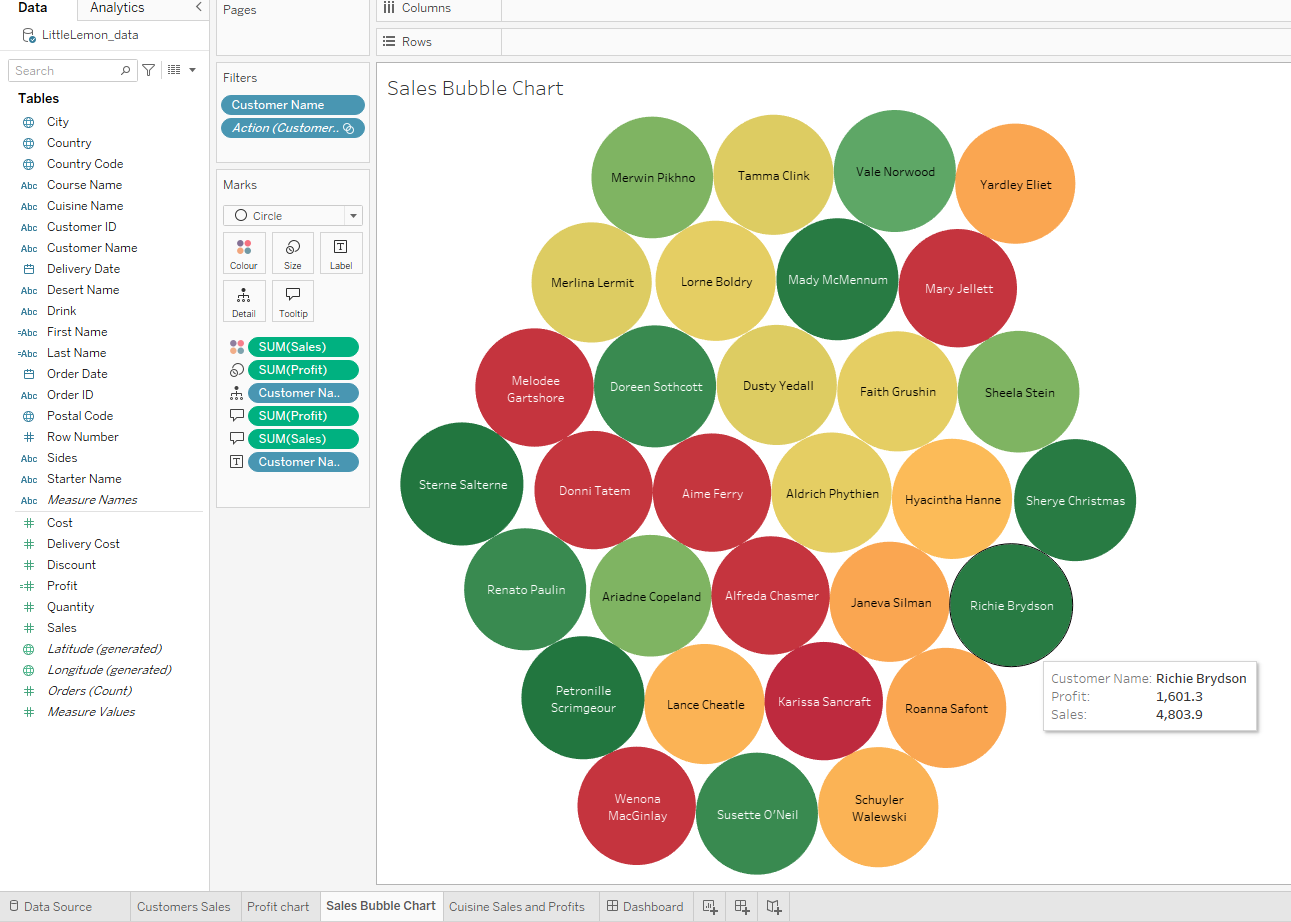 Data
Analytics
LittleLemon_data
Search
Tables
City
Country
Country Code
Abc Course Name
Abc Cuisine Name
Abc Customer ID
Abc Customer Name
Delivery Date
Abc Desert Name
Abc Drink
=Abc First Name
=Abc Last Name
Order Date
Abc Order ID
Postal Code
# Row Number
Abc Sides
Abc Starter Name
Abc Measure Names
# Cost
# Delivery Cost
# Discount
=# Profit
# Quantity
# Sales
Latitude (generated)
Longitude (generated)
# Orders (Count)
# Measure Values
Pages
Filters
Customer Name
Action (Customer..
Marks
Circle
Colour
Size
T
Label
Detail
Tooltip
SUM(Sales)
SUM(Profit)
Customer Na..
SUM(Profit)
SUM(Sales)
T Customer Na..
Columns
Rows
Sales Bubble Chart
Merwin Pikhno
Tamma Clink
Vale Norwood
Yardley Eliet
Merlina Lermit
Lorne Boldry
Mady McMennum
Mary Jellett
Melodee
Gartshore
Doreen Sothcott
Dusty Yedall
Faith Grushin
Sheela Stein
Sterne Salterne
Donni Tatem
Aime Ferry
Aldrich Phythien
Hyacintha Hanne
Sherye Christmas
Renato Paulin
Ariadne Copeland
Alfreda Chasmer
Janeva Silman
Richie Brydson
Petronille
Scrimgeour
Lance Cheatle
Karissa Sancraft
Roanna Safont
Wenona
MacGinlay
Susette O'Neil
Schuyler
Walewski
Customer Name: Richie Brydson
Profit: 1,601.3
Sales: 4,803.9
Data Source
Customers Sales
Profit chart
Sales Bubble Chart
Cuisine Sales and Profits
Dashboard